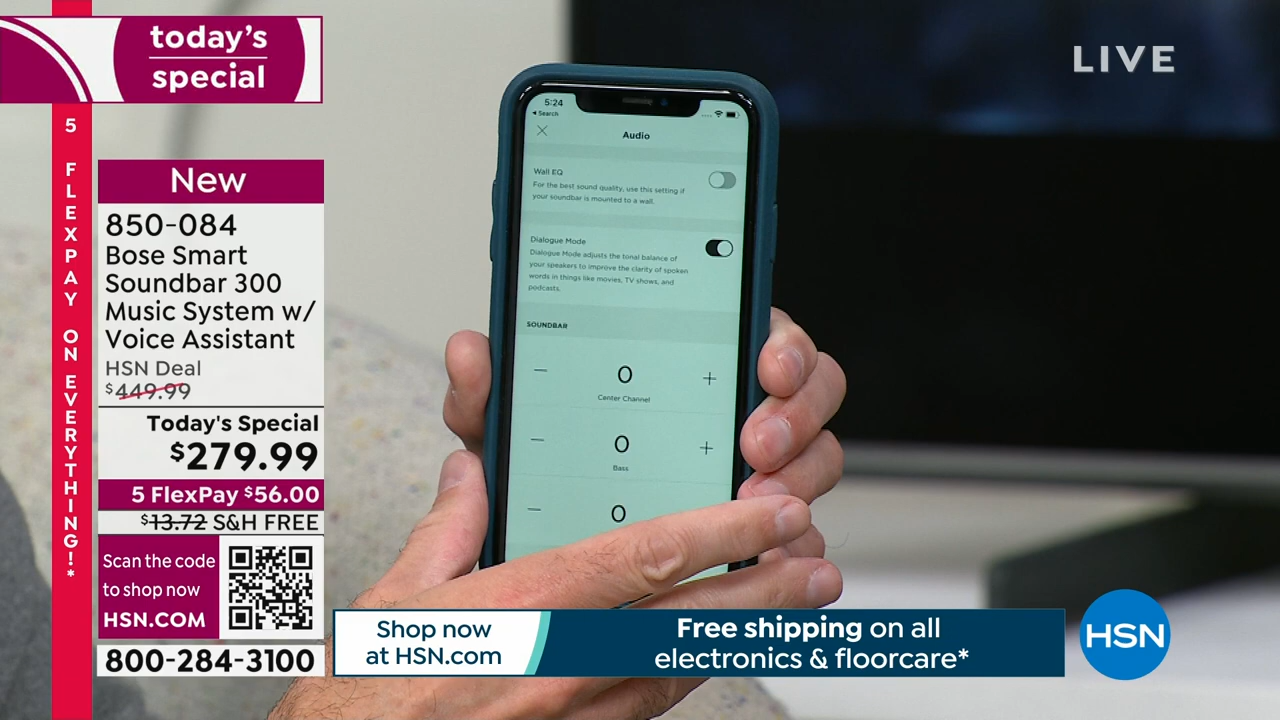 today's
special
5 FLEXPAY ON EVERYTHING!*
New
850-084
Bose Smart
Soundbar 300
Music System w/
Voice Assistant
HSN Deal
$449.99
Today's Special
$279.99
5 FlexPay $56.00
$13.72 S&H FREE
Scan the code
to shop now
HSN.COM
800-284-3100
LIVE
5:24
Search
Audio
Wall EQ
For the best sound quality, use this setting if
your soundbar is mounted to a wall.
Dialogue Mode
Dialogue Mode adjusts the tonal balance of
your speakers to improve the clarity of spoken
words in things like movies, TV shows, and
podcasts.
SOUNDBAR
— 0 +
Center Channel
— 0 +
Bass
— 0
Shop now
at HSN.com
Free shipping on all
electronics & floorcare*
HSN